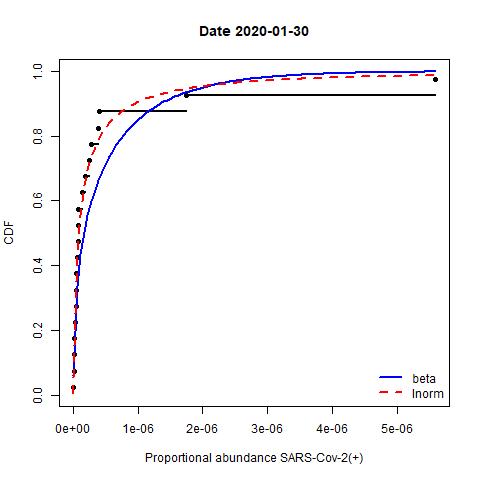 Date 2020-01-30
CDF
1.0
0.8
0.6
0.4
0.2
0.0
beta
lnorm
0e+00 1e-06 2e-06 3e-06 4e-06 5e-06
Proportional abundance SARS-Cov-2(+)